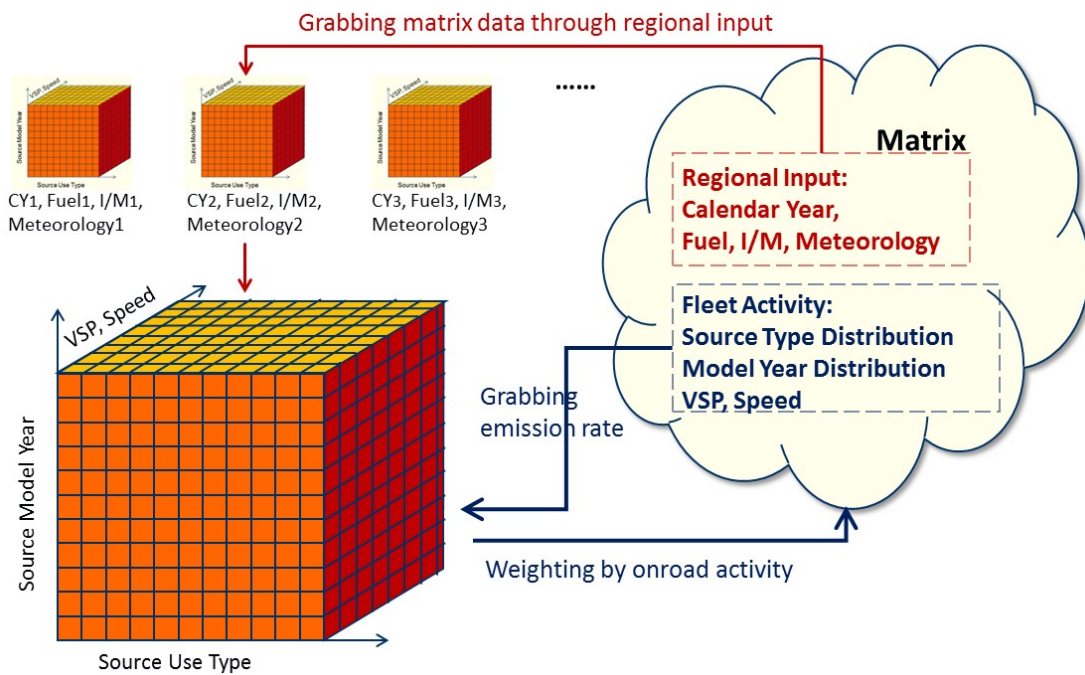 Grabbing matrix data through regional input
VSP, Speed
Source Model Year
Source Use Type
CY1, Fuel1, I/M1,
Meteorology1
VSP, Speed
Source Model Year
Source Use Type
CY2, Fuel2, I/M2,
Meteorology2
VSP, Speed
Source Model Year
Source Use Type
CY3, Fuel3, I/M3,
Meteorology3
......
Matrix
Regional Input:
Calendar Year,
Fuel, I/M, Meteorology
Fleet Activity:
Source Type Distribution
Model Year Distribution
VSP, Speed
VSP, Speed
Source Model Year
Source Use Type
Grabbing
emission rate
Weighting by onroad activity